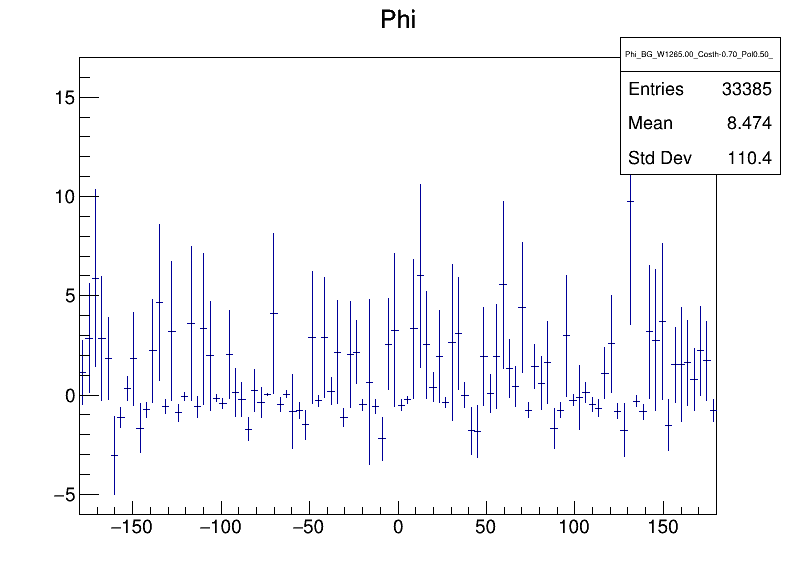 Phi
Phi_BG_W1265.00_Costh-0.70_Pol0.50_
Entries 33385
Mean 8.474
Std Dev 110.4
15
10
5
0
−5
−150 −100 −50 0 50 100 150